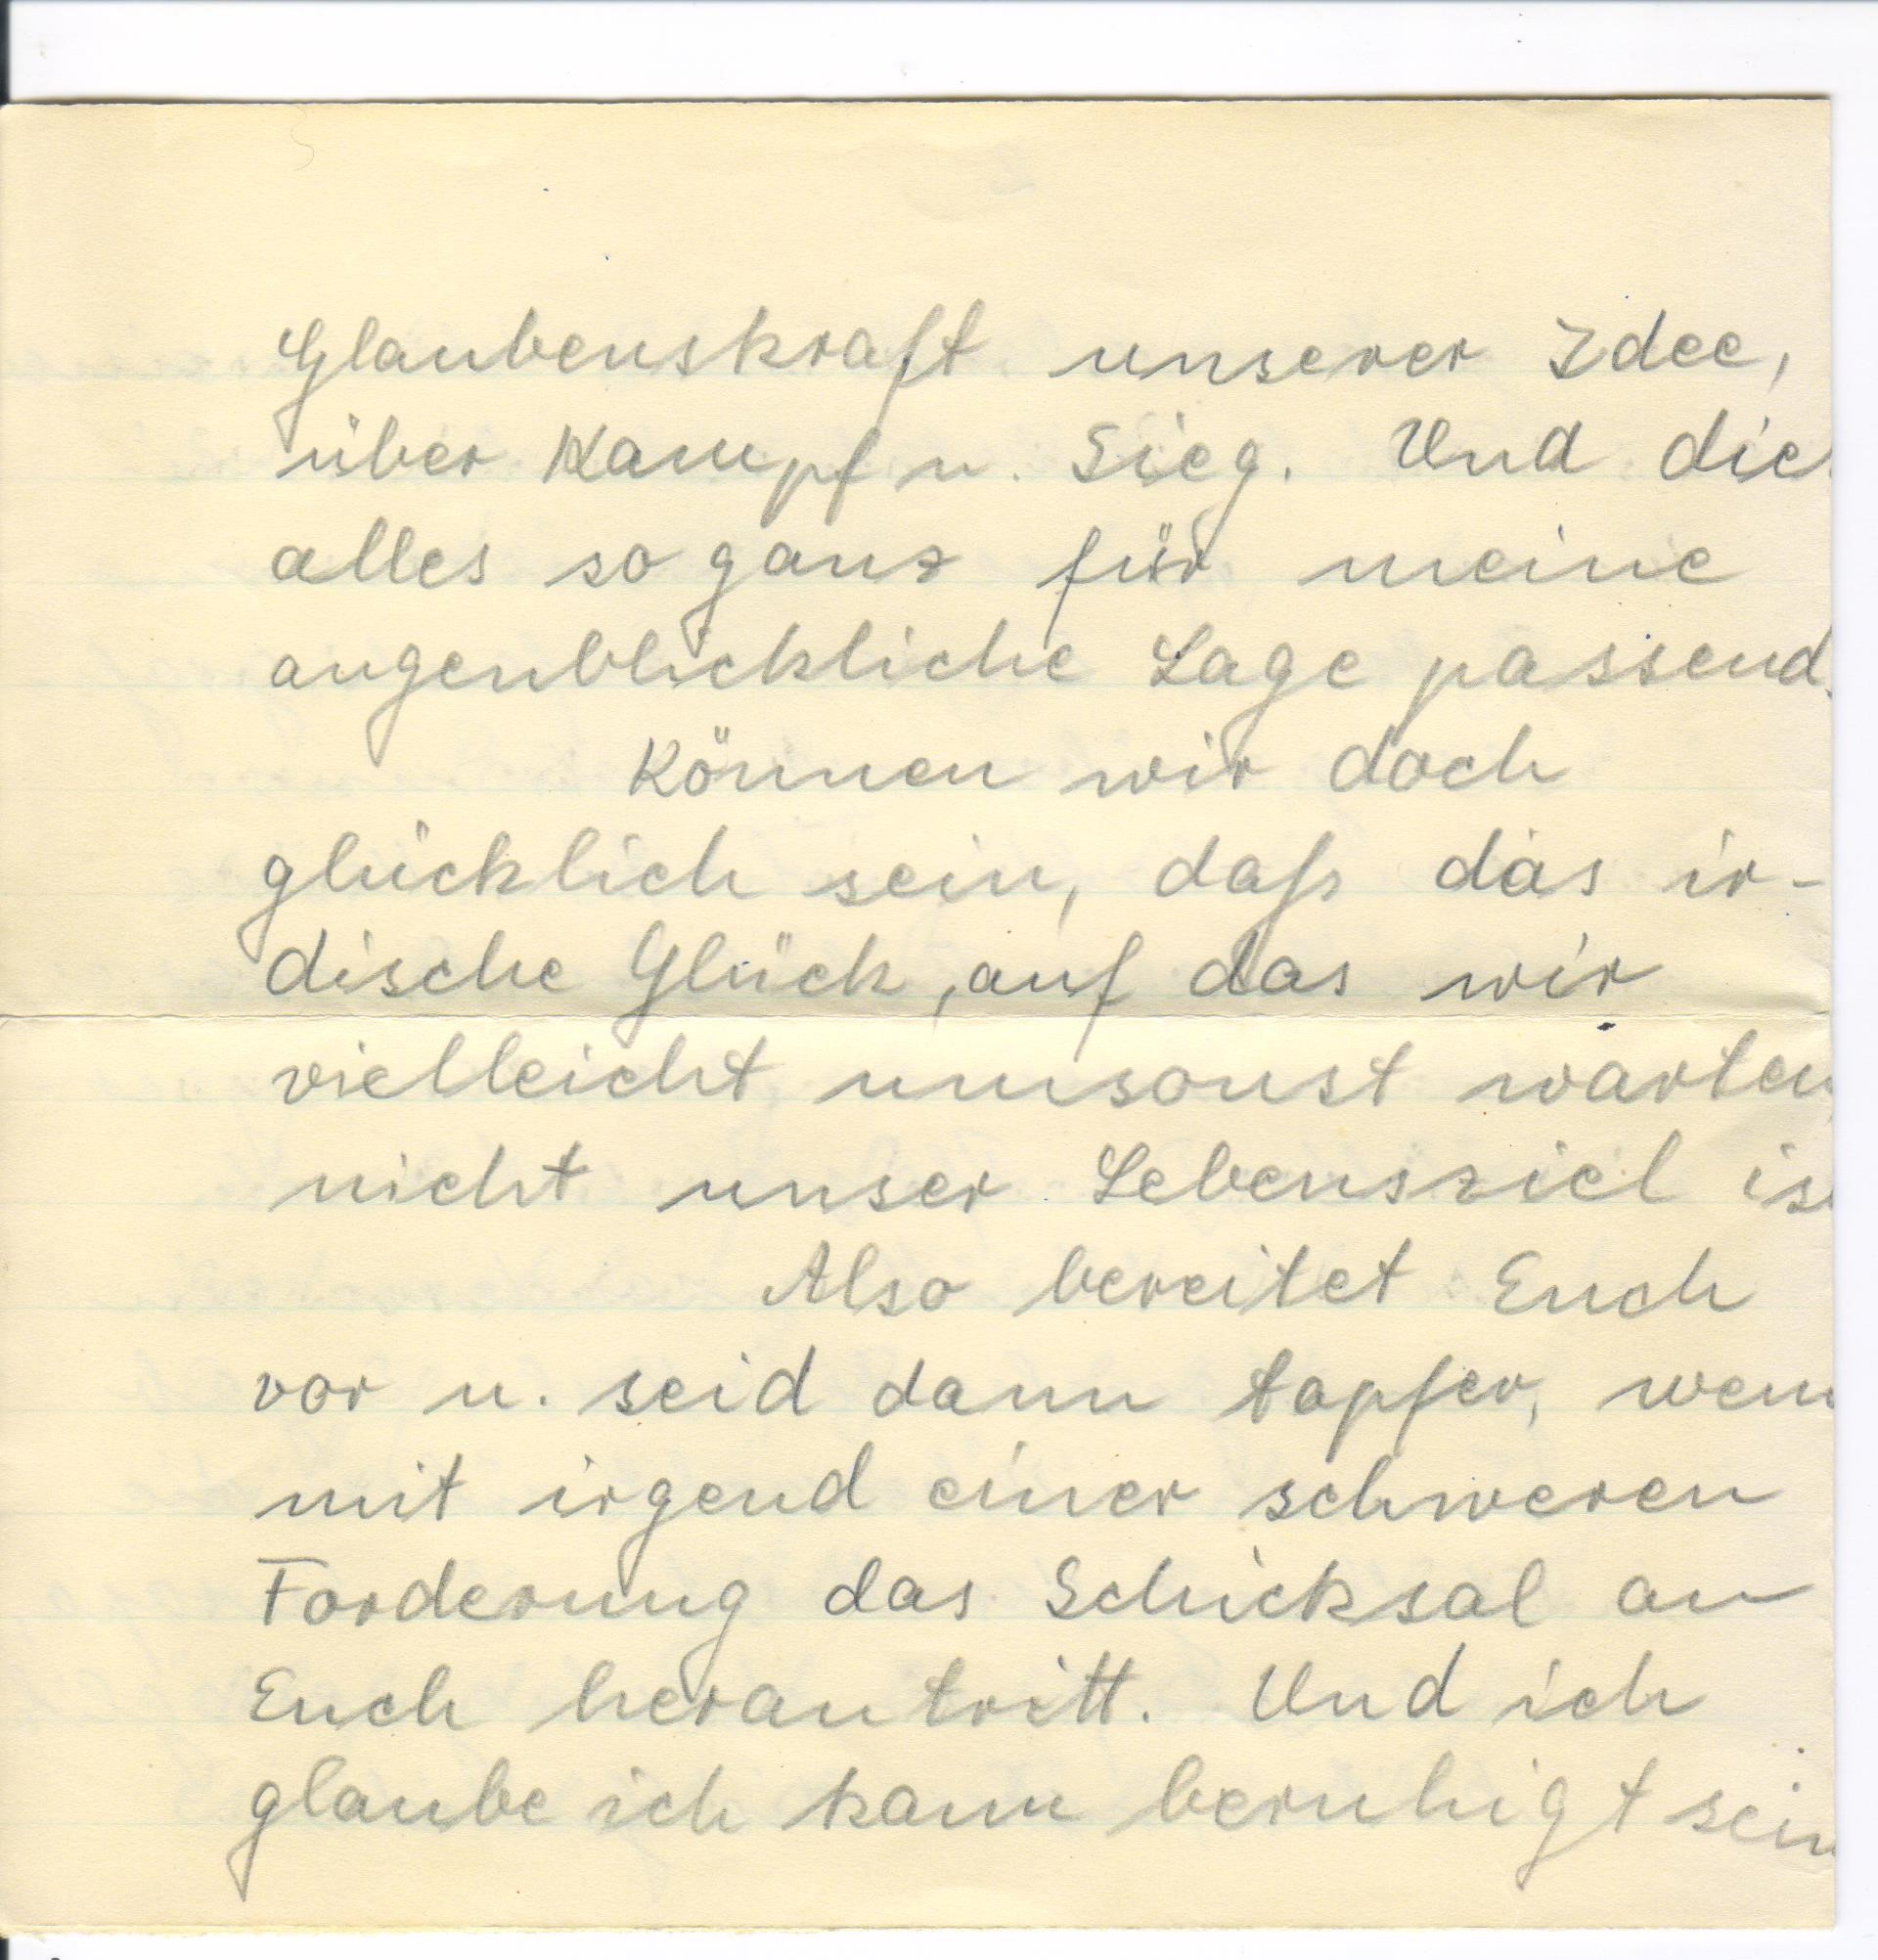 Glaubenskraft unserer Idee,
über Kampf u. Sieg. Und die
alles so ganz für meine
augenblickliche Lage passend.
Können wir doch
glücklich sein, daß das ir-
dische Glück, auf das wir
vielleicht umsonst warten
nicht unser Lebensziel is
Also bereitet Euch
vor u. seid dann tapfer, wenn
mit irgend einer schweren
Forderung das Schicksal an
Euch herantritt. Und ich
glaube ich kann beruhigt sein